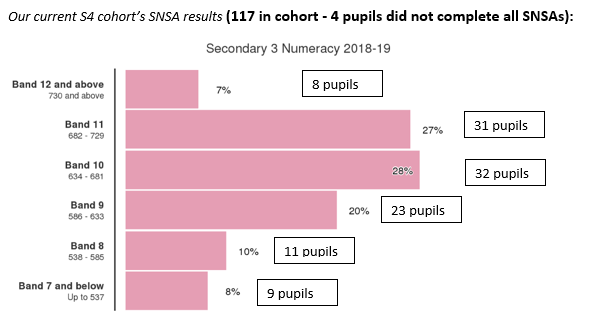 Our current S4 cohort's SNSA results (117 in cohort - 4 pupils did not complete all SNSAs):
Secondary 3 Numeracy 2018-19
Band 12 and above
730 and above
7%
8 pupils
Band 11
682 - 729
27%
31 pupils
Band 10
634 - 681
28%
32 pupils
Band 9
586 - 633
20%
23 pupils
Band 8
538 - 585
10%
11 pupils
Band 7 and below
Up to 537
8%
9 pupils